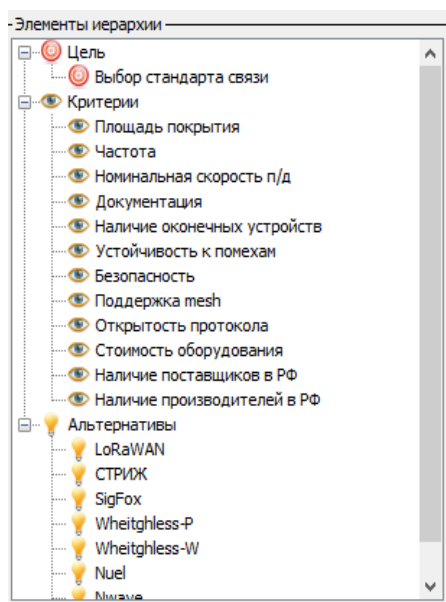 Элементы иерархии
Цель
Выбор стандарта связи
Критерии
Площадь покрытия
Частота
Номинальная скорость п/д
Документация
Наличие оконечных устройств
Устойчивость к помехам
Безопасность
Поддержка mesh
Открытость протокола
Стоимость оборудования
Наличие поставщиков в РФ
Наличие производителей в РФ
Альтернативы
LoRaWAN
СТРИЖ
SigFox
Wheitghless-P
Wheitghless-W
Nuel
Nwave